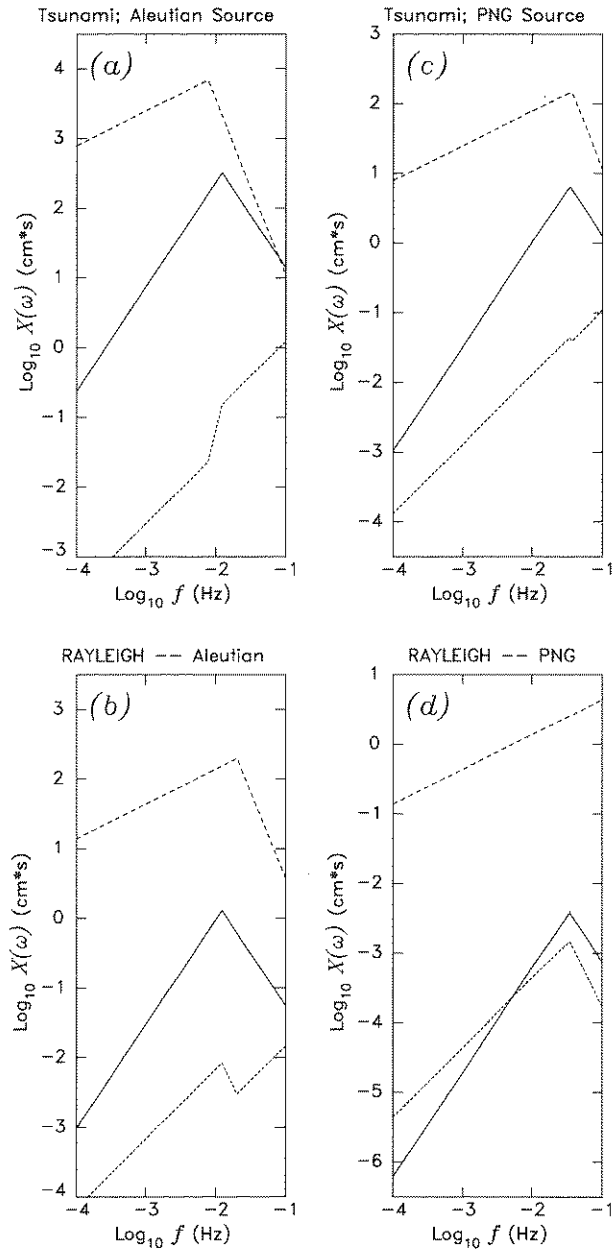 Tsunami; Aleutian Source
(a)
4
3
2
1
0
−1
−2
−3
Log10 X(ω) (cm*s)
−4 −3 −2 −1
Log10 f (Hz)
Tsunami; PNG Source
(c)
3
2
1
0
−1
−2
−3
−4
Log10 X(ω) (cm*s)
−4 −3 −2 −1
Log10 f (Hz)
RAYLEIGH −− Aleutian
(b)
3
2
1
0
−1
−2
−3
−4
Log10 X(ω) (cm*s)
−4 −3 −2 −1
Log10 f (Hz)
RAYLEIGH −− PNG
(d)
1
0
−1
−2
−3
−4
−5
−6
Log10 X(ω) (cm*s)
−4 −3 −2 −1
Log10 f (Hz)